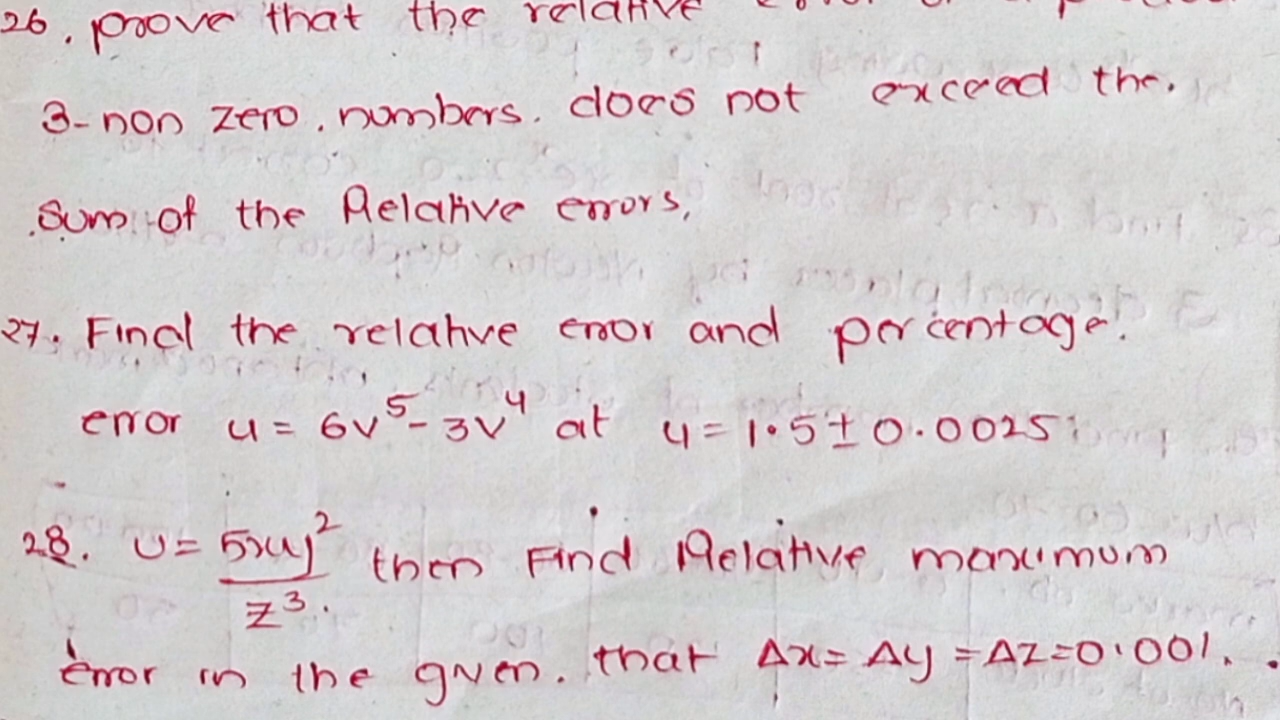 26. prove that the relative
3-non zero. numbers. does not exceed the.
sum of the Relative errors,
27. Find the relative error and percentage.
error u = 6v⁵ - 3v⁴ at u = 1.5 ± 0.0025
28. U = 5xy² / z³. then Find Relative maximum
error in the given. that Δx = Δy = Δz = 0.001.